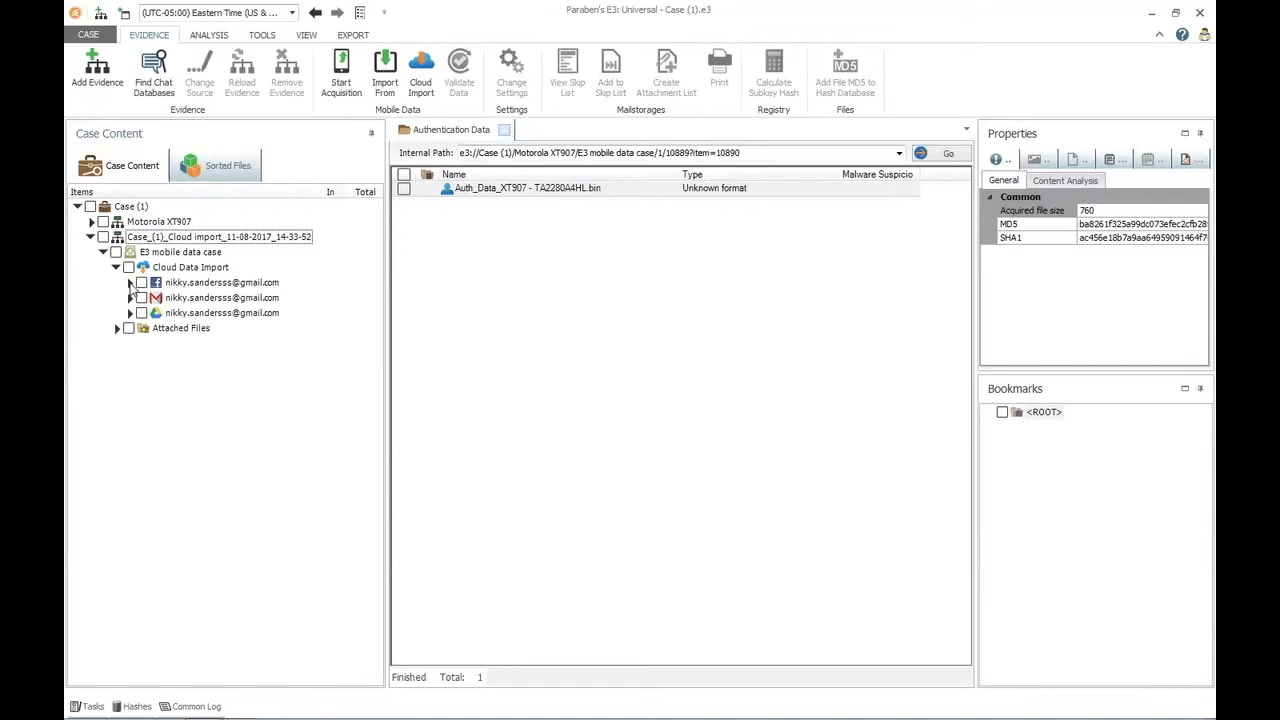 (UTC-05:00) Eastern Time (US & ...
Paraben's E3: Universal - Case (1).e3
CASE EVIDENCE ANALYSIS TOOLS VIEW EXPORT
Add Evidence
Find Chat Databases
Change Source
Reload Evidence
Remove Evidence
Start Acquisition
Import From
Cloud Import
Validate Data
Change Settings
View Skip List
Add to Skip List
Create Attachment List
Print
Calculate Subkey Hash
MD5
Add File MD5 to Hash Database
Evidence Mobile Data Settings Mailstorages Registry Files
Case Content
Case Content Sorted Files
Items In Total
Case (1)
Motorola XT907
Case_(1)_Cloud import_11-08-2017_14-33-52
E3 mobile data case
Cloud Data Import
nikky.sandersss@gmail.com
nikky.sandersss@gmail.com
nikky.sandersss@gmail.com
Attached Files
Authentication Data
Internal Path: e3://Case (1)/Motorola XT907/E3 mobile data case/1/10889?item=10890 Go
Name Type Malware Suspicio
Auth_Data_XT907 - TA2280A4HL.bin Unknown format
Finished Total: 1
Properties
General Content Analysis
Common
Acquired file size 760
MD5 ba8261f325a99dc073efec2cfb28
SHA1 ac456e18b7a9aa64959091464f7
Bookmarks
<ROOT>
Tasks Hashes Common Log